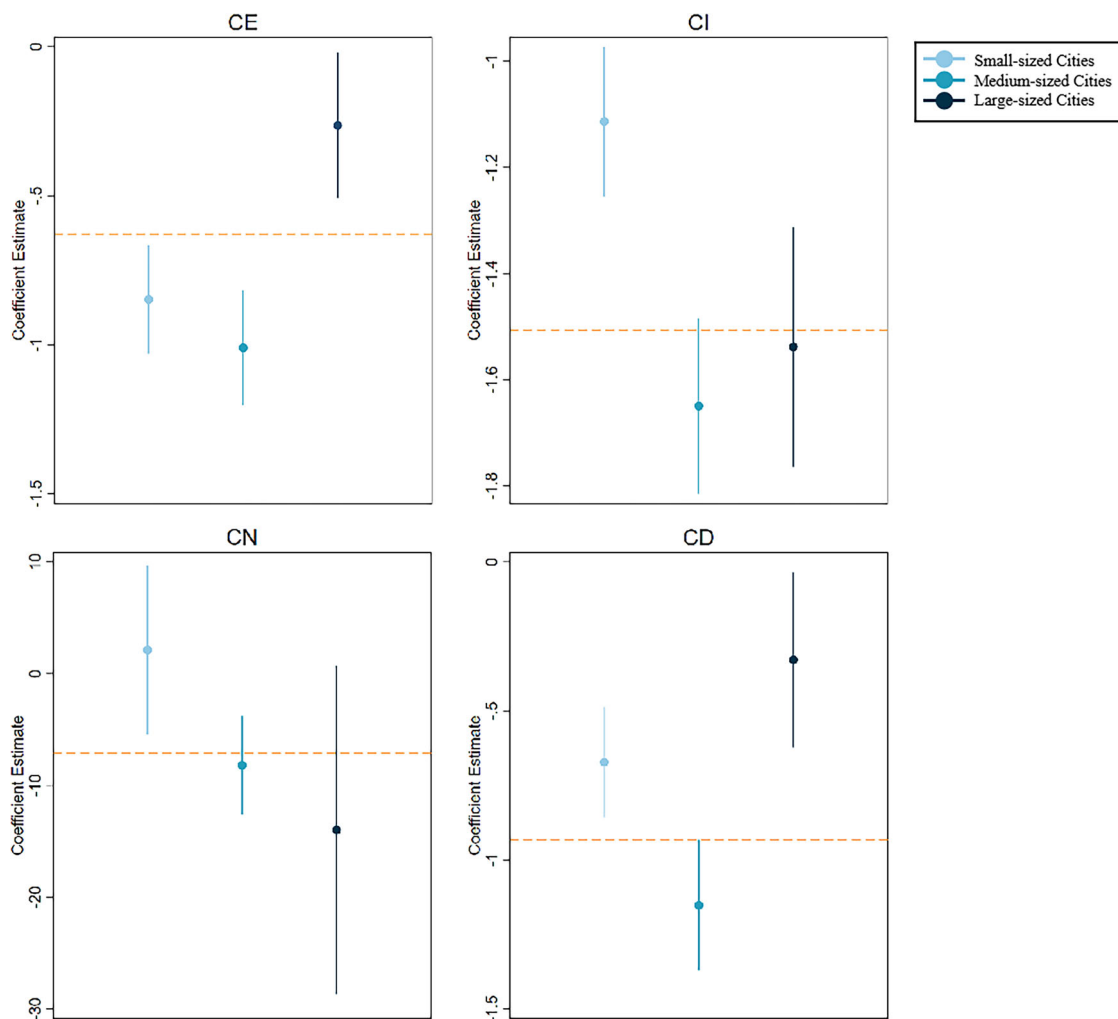 CE
Coefficient Estimate
0
-.5
-1
-1.5
CI
-1
-1.2
-1.4
-1.6
-1.8
Coefficient Estimate
Small-sized Cities
Medium-sized Cities
Large-sized Cities
CN
Coefficient Estimate
10
0
-10
-20
-30
CD
Coefficient Estimate
0
-.5
-1
-1.5